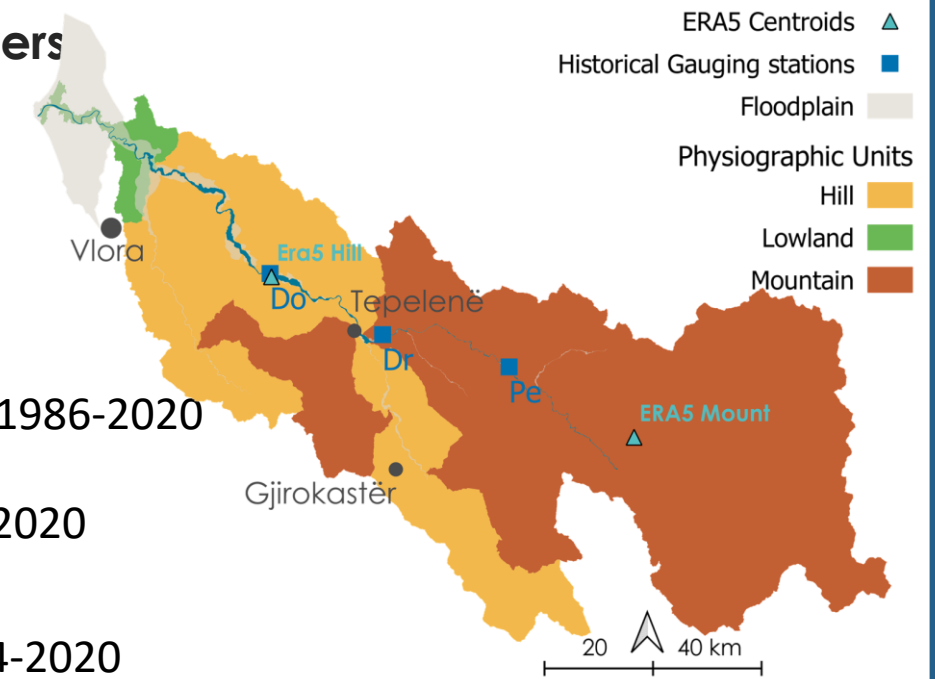 ers
ERA5 Centroids
Historical Gauging stations
Floodplain
Physiographic Units
Hill
Lowland
Mountain
Vlora
Era5 Hill
Do
Tepelenë
Dr
Pe
1986-2020
ERA5 Mount
Gjirokastër
2020
20 40 km
4-2020